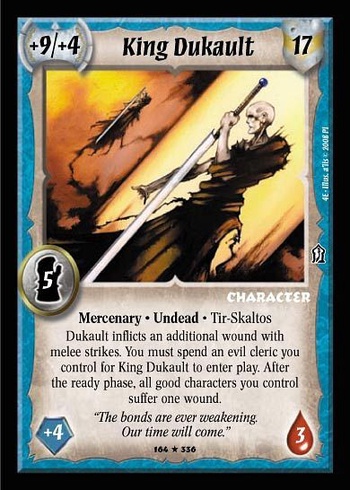 +9/+4
King Dukault
17
5
CHARACTER
Mercenary • Undead • Tir-Skaltos
Dukault inflicts an additional wound with
melee strikes. You must spend an evil cleric you
control for King Dukault to enter play. After
the ready phase, all good characters you control
suffer one wound.
“The bonds are ever weakening.
Our time will come.”
+4
164 ★ 336
3